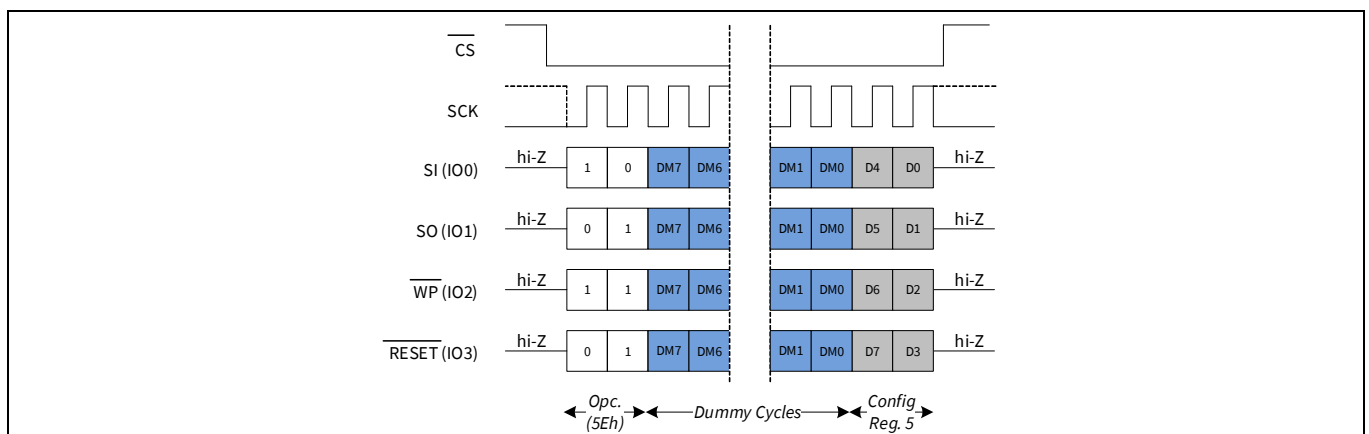 CS
SCK
hi-Z 1 0 DM7 DM6 DM1 DM0 D4 D0 hi-Z
SI (IO0)
hi-Z 0 1 DM7 DM6 DM1 DM0 D5 D1 hi-Z
SO (IO1)
hi-Z 1 1 DM7 DM6 DM1 DM0 D6 D2 hi-Z
WP (IO2)
hi-Z 0 1 DM7 DM6 DM1 DM0 D7 D3 hi-Z
RESET (IO3)
Opc. Config
(5Eh) Dummy Cycles Reg. 5